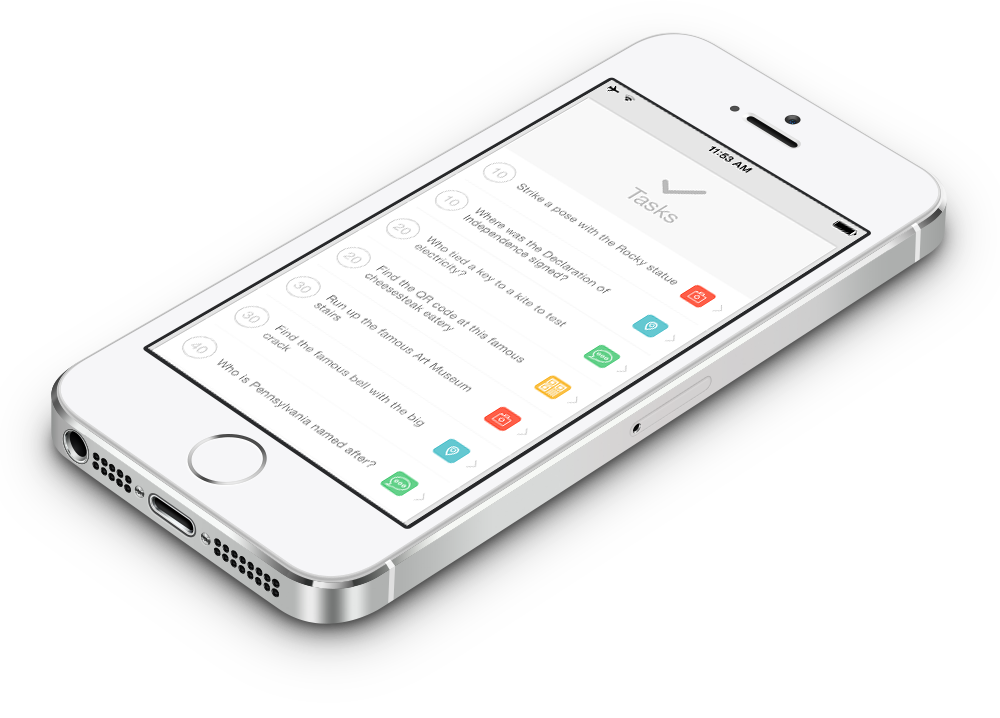 11:53 AM
Tasks
10
Strike a pose with the Rocky statue
10
Where was the Declaration of
Independence signed?
20
Who tied a key to a kite to test
electricity?
20
Find the QR code at this famous
cheesesteak eatery
30
Run up the famous Art Museum
stairs
30
Find the famous bell with the big
crack
40
Who is Pennsylvania named after?